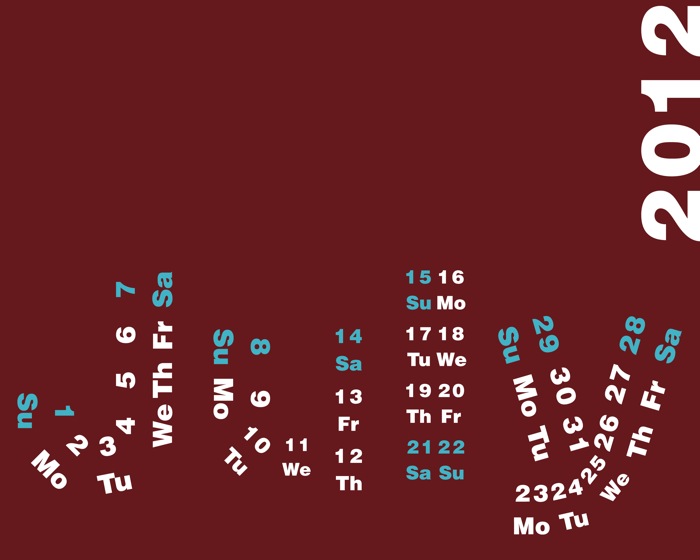 2012
1 2 3 4 5 6 7
Su Mo Tu We Th Fr Sa
8 9 10 11 12 13 14
Su Mo Tu We Th Fr Sa
15 16
Su Mo
17 18
Tu We
19 20
Th Fr
21 22
Sa Su
23 24 25 26 27 28
Mo Tu We Th Fr Sa
29 30 31
Su Mo Tu